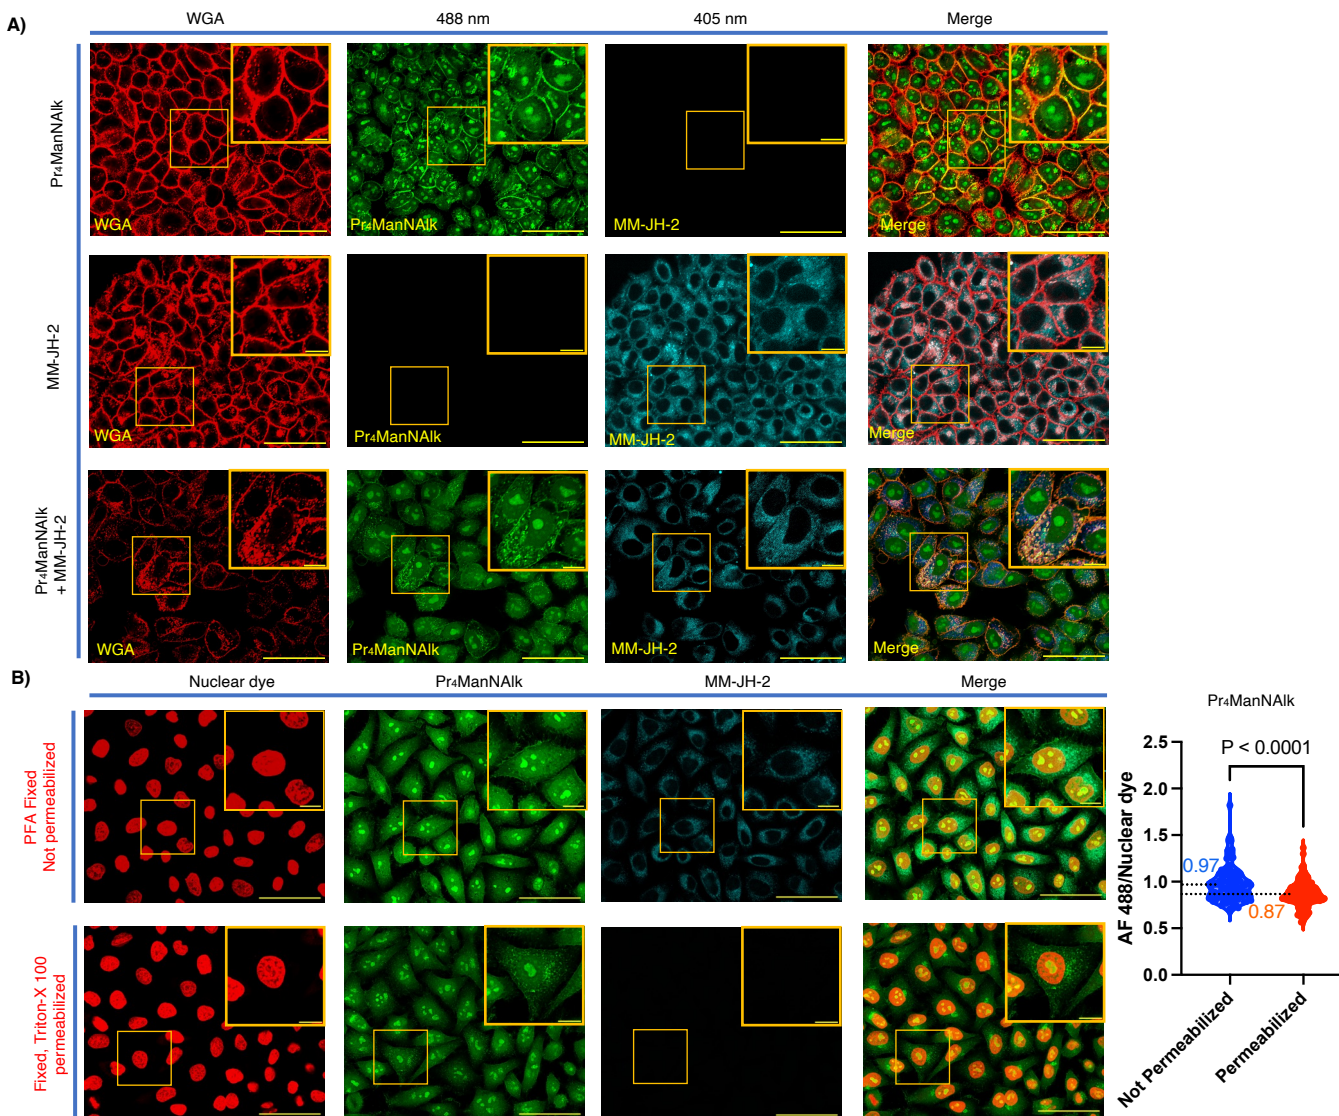 A)
WGA
488 nm
405 nm
Merge
Pr₄ManNAlk
WGA
Pr₄ManNAlk
MM-JH-2
Merge
MM-JH-2
WGA
Pr₄ManNAlk
MM-JH-2
Merge
Pr₄ManNAlk
+ MM-JH-2
WGA
Pr₄ManNAlk
MM-JH-2
Merge
B)
Nuclear dye
Pr₄ManNAlk
MM-JH-2
Merge
PFA Fixed
Not permeabilized
Fixed, Triton-X 100
permeabilized
Pr₄ManNAlk
P < 0.0001
AF 488/Nuclear dye
2.5
2.0
1.5
1.0
0.5
0.0
0.97
0.87
Not Permeabilized
Permeabilized